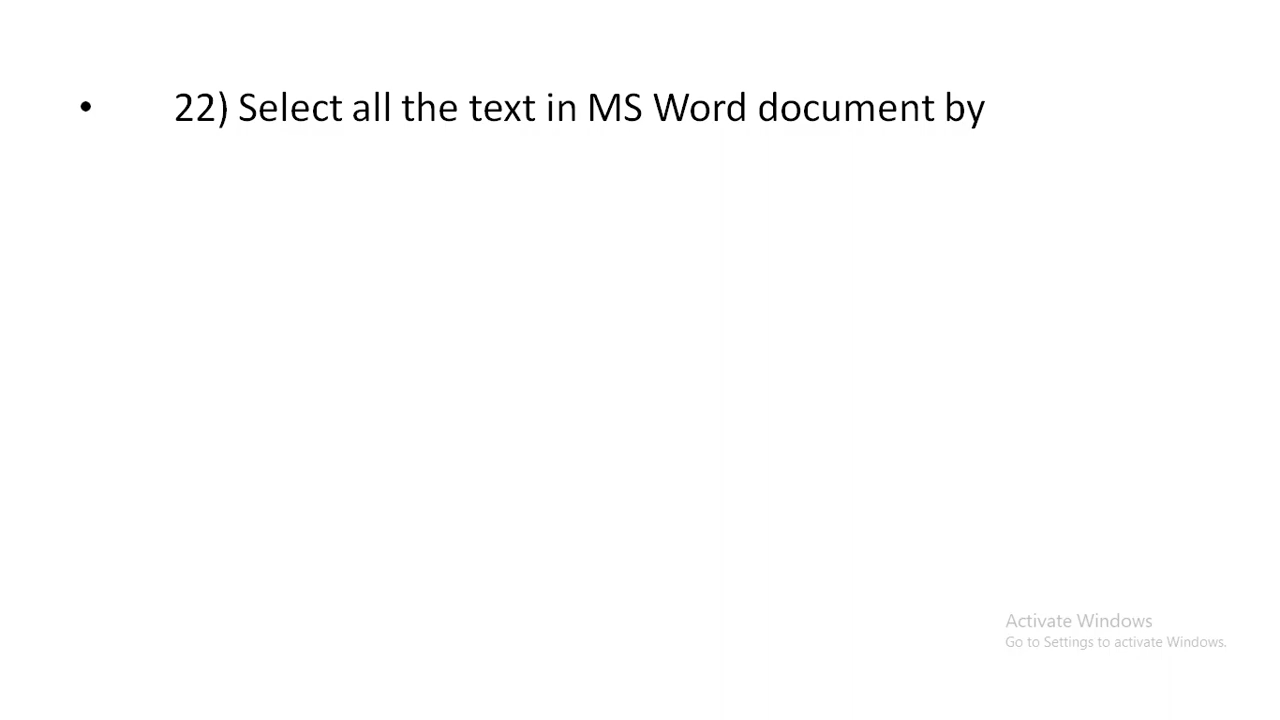 • 22) Select all the text in MS Word document by
Activate Windows
Go to Settings to activate Windows.